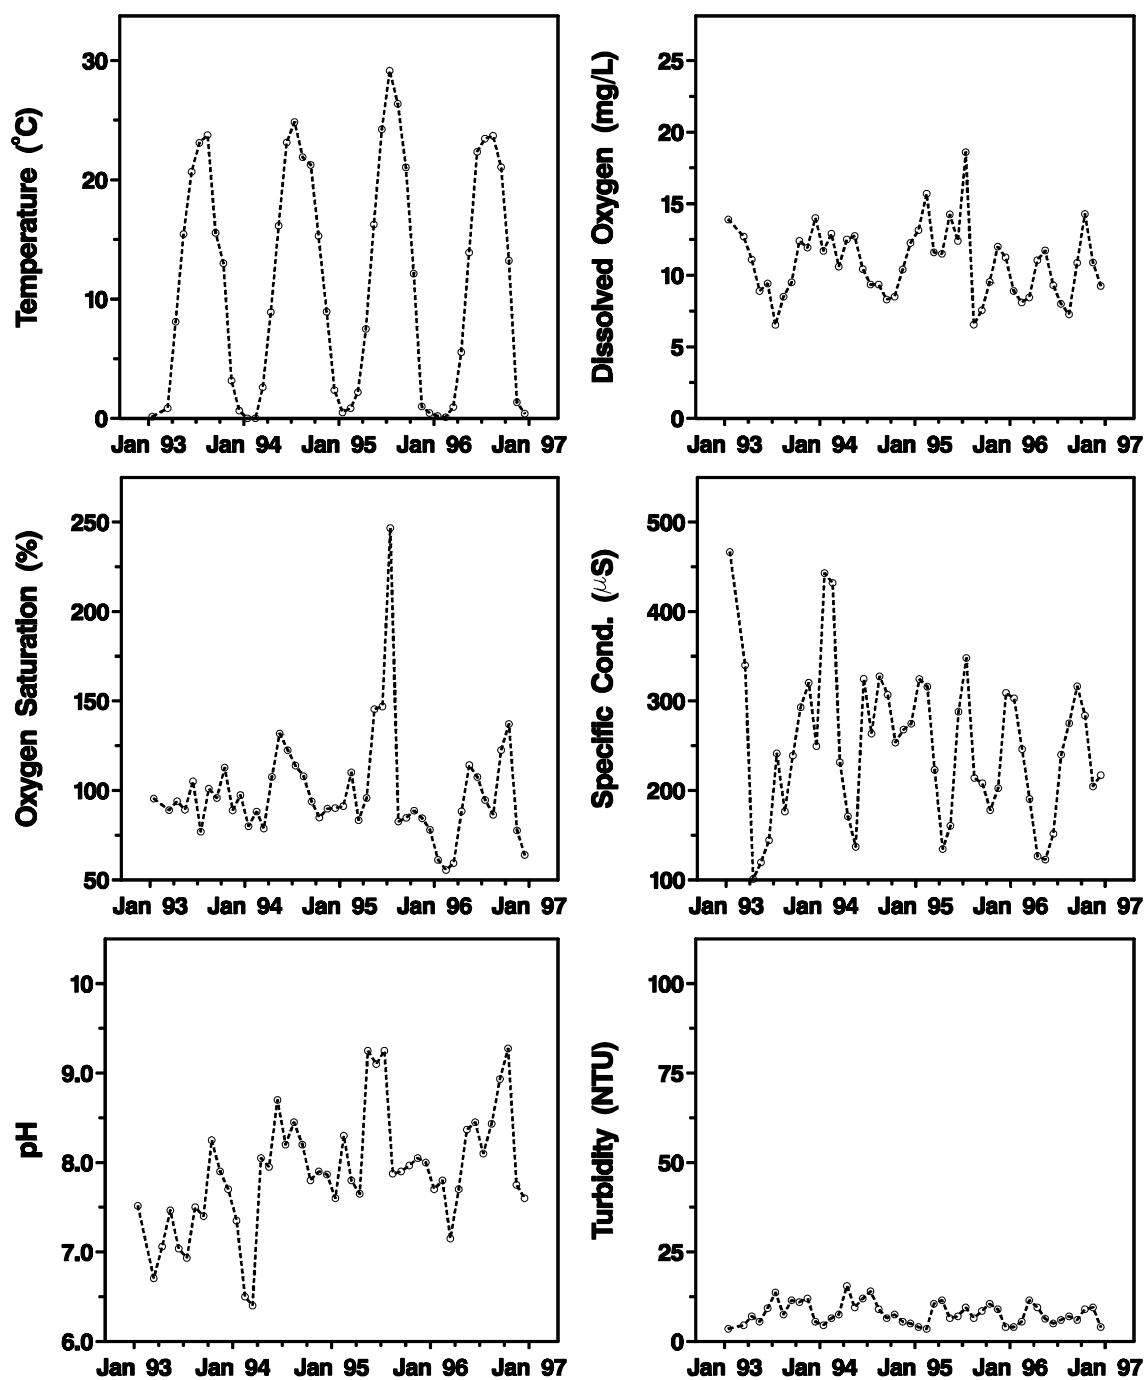 Temperature (°C)
30
20
10
0
Jan 93 Jan 94 Jan 95 Jan 96 Jan 97
Dissolved Oxygen (mg/L)
25
20
15
10
5
0
Jan 93 Jan 94 Jan 95 Jan 96 Jan 97
Oxygen Saturation (%)
250
200
150
100
50
Jan 93 Jan 94 Jan 95 Jan 96 Jan 97
Specific Cond. (μS)
500
400
300
200
100
Jan 93 Jan 94 Jan 95 Jan 96 Jan 97
pH
10
9.0
8.0
7.0
6.0
Jan 93 Jan 94 Jan 95 Jan 96 Jan 97
Turbidity (NTU)
100
75
50
25
0
Jan 93 Jan 94 Jan 95 Jan 96 Jan 97